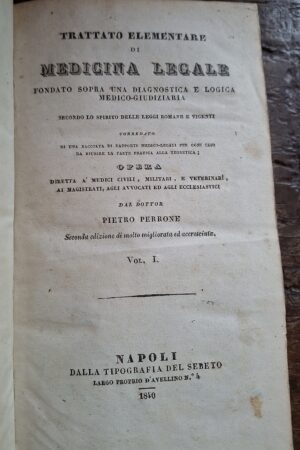 TRATTATO ELEMENTARE
DI
MEDICINA LEGALE
FONDATO SOPRA UNA DIAGNOSTICA E LOGICA
MEDICO-GIUDIZIARIA
SECONDO LO SPIRITO DELLE LEGGI ROMANE E VIGENTI
CORREDATO
DI UNA RACCOLTA DI RAPPORTI MEDICO-LEGALI PER OGNI CASO
DA RIUNIRE LA PARTE PRATICA ALLA TEORETICA;
OPERA
DIRETTA A' MEDICI CIVILI, MILITARI, E VETERINARI,
AI MAGISTRATI, AGLI AVVOCATI ED AGLI ECCLESIASTICI
DAL DOTTOR
PIETRO PERRONE
Seconda edizione di molto migliorata ed accresciuta.
VOL. I.
NAPOLI
DALLA TIPOGRAFIA DEL SEBETO
LARGO PROPRIO D'AVELLINO N.° 4
1840